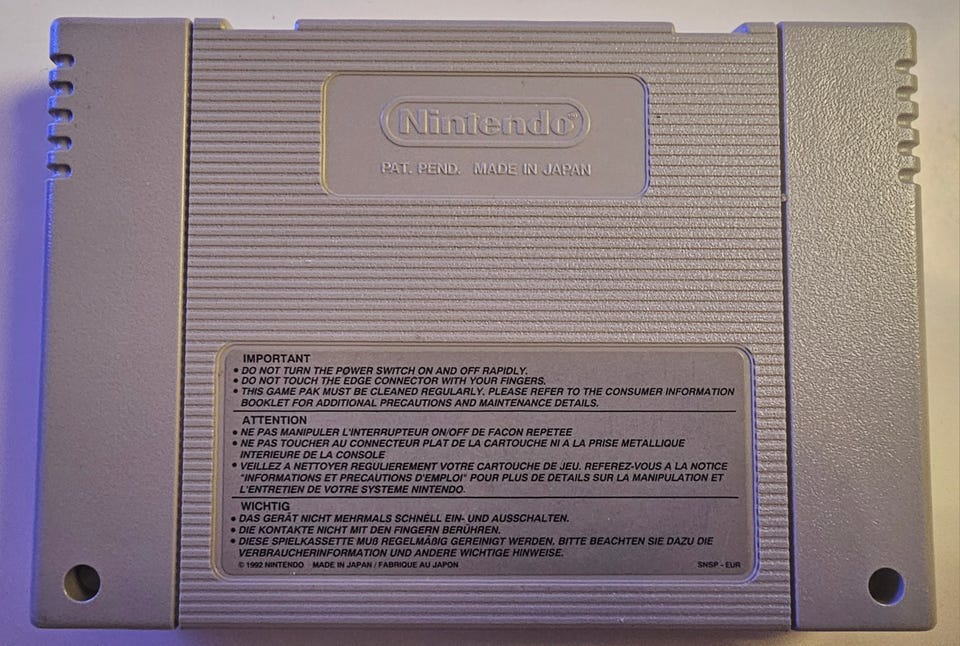 Nintendo
PAT. PEND. MADE IN JAPAN
IMPORTANT
• DO NOT TURN THE PØWER SWITCH ON AND OFF RAPIDLY.
• DO NOT TOUCH THE EDGE CONNECTOR WITH YOUR FINGERS.
• THIS GAME PAK MUST BE CLEANED REGULARLY. PLEASE REFER TO THE CONSUMER INFORMATION
BOOKLET FOR ADDITIONAL PRECAUTIONS AND MAINTENANCE DETAILS.
ATTENTION
• NE PAS MANIPULER L'INTERRUPTEUR ON/OFF DE FACON REPETEE
• NE PAS TOUCHER AU CONNECTEUR PLAT DE LA CARTOUCHE NI A LA PRISE METALLIQUE
INTERIEURE DE LA CONSOLE
• VEILLEZ A NETTOYER REGULIEREMENT VOTRE CARTOUCHE DE JEU. REFEREZ-VOUS A LA NOTICE
"INFORMATIONS ET PRECAUTIONS D'EMPLOI" POUR PLUS DE DETAILS SUR LA MANIPULATION ET
L'ENTRETIEN DE VOTRE SYSTEME NINTENDO.
WICHTIG
• DAS GERÄT NICHT MEHRMALS SCHNELL EIN- UND AUSSCHALTEN.
• DIE KONTAKTE NICHT MIT DEN FINGERN BERÜHREN.
• DIESE SPIELKASSETTE MUß REGELMÄßIG GEREINIGT WERDEN. BITTE BEACHTEN SIE DAZU DIE
VERBRAUCHERINFORMATION UND ANDERE WICHTIGE HINWEISE.
© 1992 NINTENDO MADE IN JAPAN / FABRIQUE AU JAPON SNSP - EUR